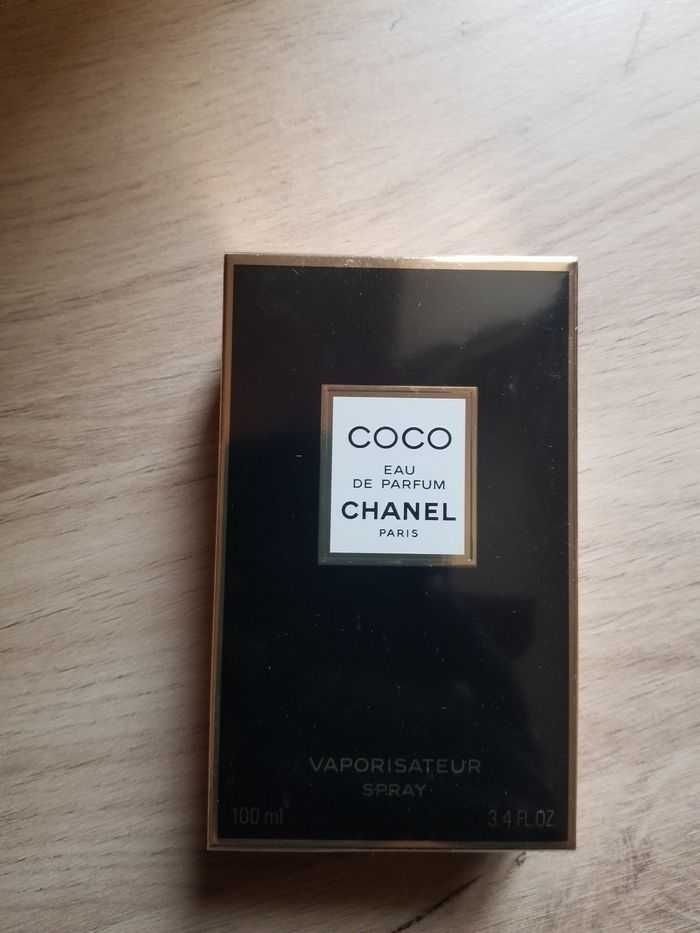 COCO
EAU
DE PARFUM
CHANEL
PARIS
VAPORISATEUR
SPRAY
100 ml
3.4 FL.OZ